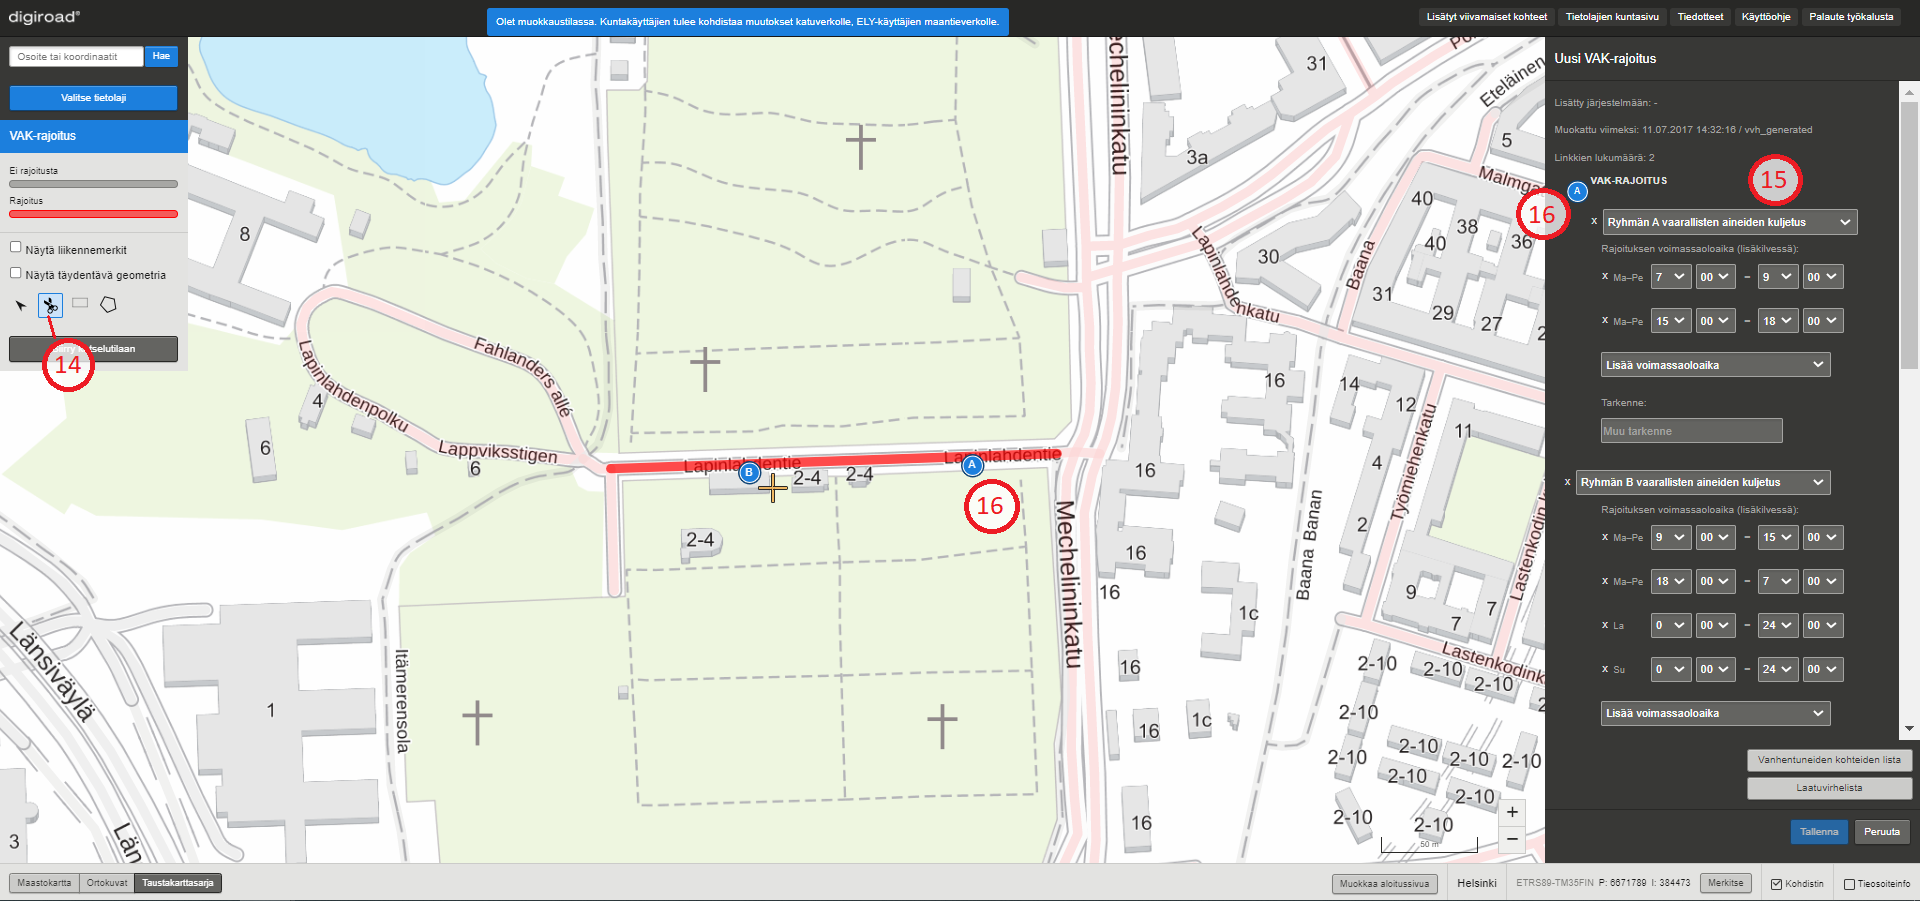 digiroad
Olet muokkaustilassa. Kuntakäyttäjien tulee kohdistaa muutokset katuverkolle, ELY-käyttäjien maantieverkolle.
Lisätyt viivamaiset kohteet
Tietolajien kuntasivu
Tiedotteet
Käyttöohje
Palaute työkalusta
Osoite tai koordinaatit
Hae
Valitse tietolaji
VAK-rajoitus
Ei rajoitusta
Rajoitus
Näytä liikennemerkit
Näytä täydentävä geometria
14
8
4
6
6
Lapinlahdenpolku
Fahlanders allé
Lappviksstigen
Lapinlahdentie
Lapinlahdentie
B
A
16
2-4
2-4
2-4
Mechelininkatu
Mechelininkatu
Itämerensola
Länsiväylä
Län
1
3
31
3a
Eteläinen
5
Malmga
40
38
36
40
31
29
27
30
Baana
Lapinlahdenkatu
16
14
12
11
4
2
9
7
7
Työmiehenkatu
Baana Banan
Lastenkodin
Lastenkodink
16
16
16
1c
16
16
1c
16
2-10
2-10
2-10
2-10
2-10
2-10
2-10
2-10
2-10
2-10
2-10
2-10
50 m
+
−
Uusi VAK-rajoitus
Lisätty järjestelmään: -
Muokattu viimeksi: 11.07.2017 14:32:16 / vvh_generated
Linkkien lukumäärä: 2
A
VAK-RAJOITUS
15
16
x Ryhmän A vaarallisten aineiden kuljetus
Rajoituksen voimassaoloaika (lisäkilvessä):
x Ma–Pe 7 00 – 9 00
x Ma–Pe 15 00 – 18 00
Lisää voimassaoloaika
Tarkenne:
Muu tarkenne
x Ryhmän B vaarallisten aineiden kuljetus
Rajoituksen voimassaoloaika (lisäkilvessä):
x Ma–Pe 9 00 – 15 00
x Ma–Pe 18 00 – 7 00
x La 0 00 – 24 00
x Su 0 00 – 24 00
Lisää voimassaoloaika
Vanhentuneiden kohteiden lista
Laatuvirhelista
Tallenna
Peruuta
Maastokartta
Ortokuvat
Taustakarttasarja
Muokkaa aloitussivua
Helsinki
ETRS89-TM35FIN P: 6671789 I: 384473
Merkitse
Kohdistin
Tieosoiteinfo